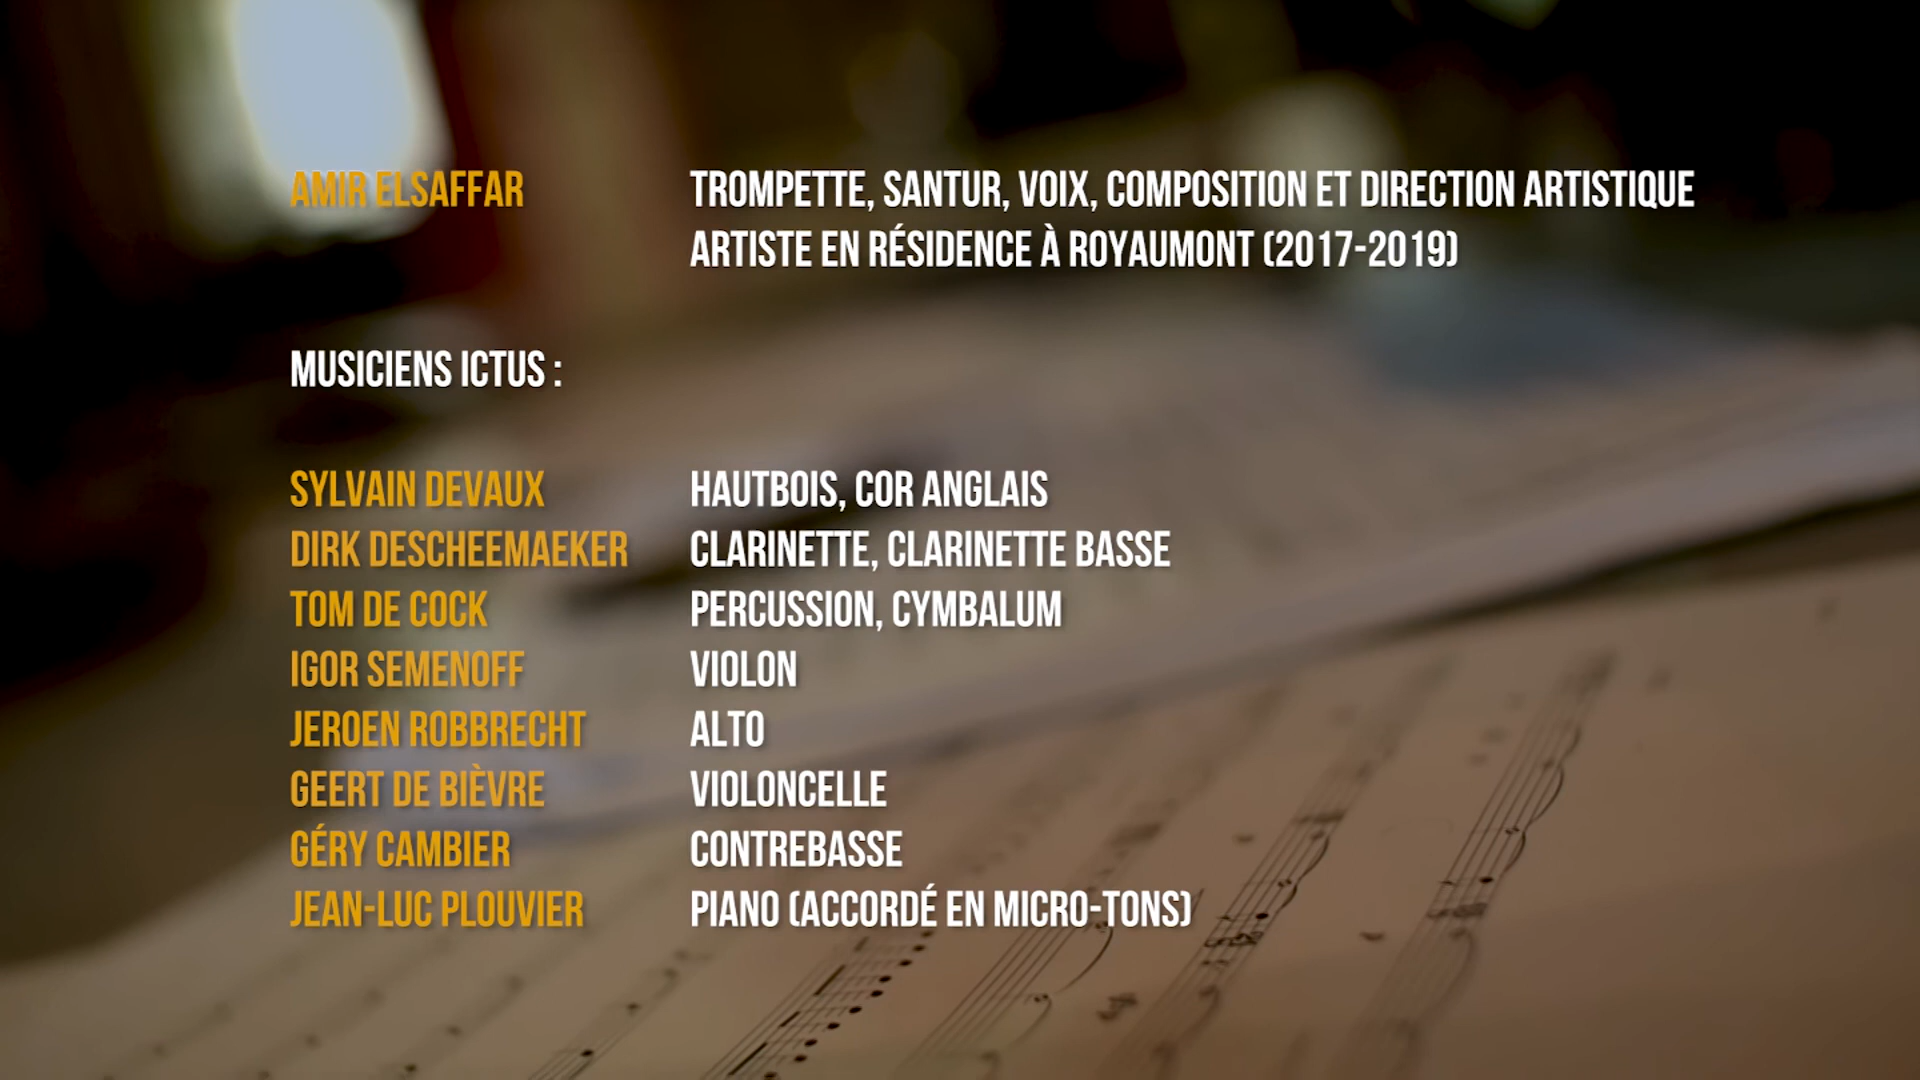 AMIR ELSAFFAR TROMPETTE, SANTUR, VOIX, COMPOSITION ET DIRECTION ARTISTIQUE
ARTISTE EN RÉSIDENCE À ROYAUMONT (2017-2019)
MUSICIENS ICTUS :
SYLVAIN DEVAUX HAUTBOIS, COR ANGLAIS
DIRK DESCHEEMAEKER CLARINETTE, CLARINETTE BASSE
TOM DE COCK PERCUSSION, CYMBALUM
IGOR SEMENOFF VIOLON
JEROEN ROBBRECHT ALTO
GEERT DE BIÈVRE VIOLONCELLE
GÉRY CAMBIER CONTREBASSE
JEAN-LUC PLOUVIER PIANO (ACCORDÉ EN MICRO-TONS)